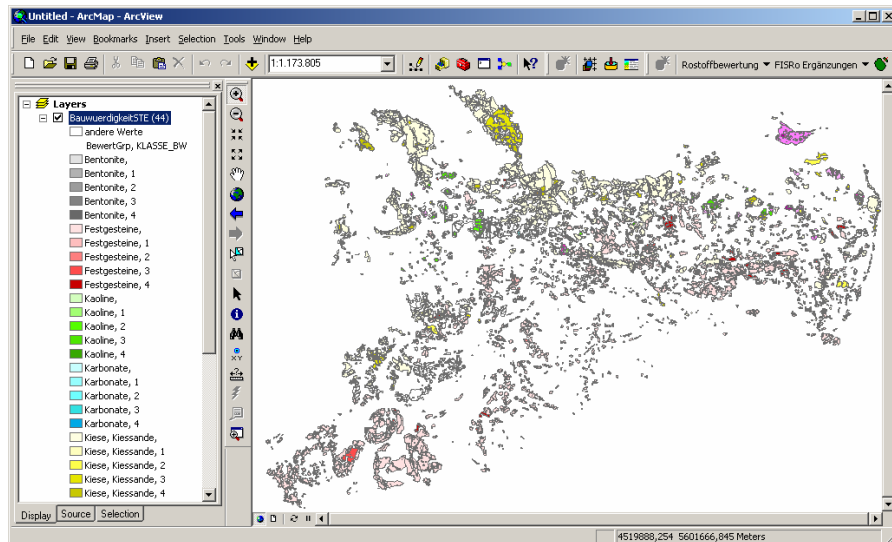 Untitled - ArcMap - ArcView
File Edit View Bookmarks Insert Selection Tools Window Help
1:1.173.805
Rostoffbewertung
FISRo Ergänzungen
Layers
BauwuerdigkeitSTE (44)
andere Werte
BewertGrp, KLASSE_BW
Bentonite,
Bentonite, 1
Bentonite, 2
Bentonite, 3
Bentonite, 4
Festgesteine,
Festgesteine, 1
Festgesteine, 2
Festgesteine, 3
Festgesteine, 4
Kaoline,
Kaoline, 1
Kaoline, 2
Kaoline, 3
Kaoline, 4
Karbonate,
Karbonate, 1
Karbonate, 2
Karbonate, 3
Karbonate, 4
Kiese, Kiessande,
Kiese, Kiessande, 1
Kiese, Kiessande, 2
Kiese, Kiessande, 3
Kiese, Kiessande, 4
XY
Display Source Selection
4519888,254 5601666,845 Meters